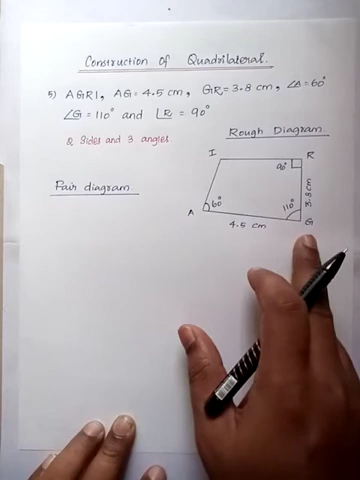 Construction of Quadrilateral.
5) AGRI, AG = 4.5 cm, GR = 3.8 cm, ∠A = 60°
∠G = 110° and ∠R = 90°
2 Sides and 3 angles.
Rough Diagram
Fair diagram
I
R
90°
3.8 cm
A
60°
110°
G
4.5 cm